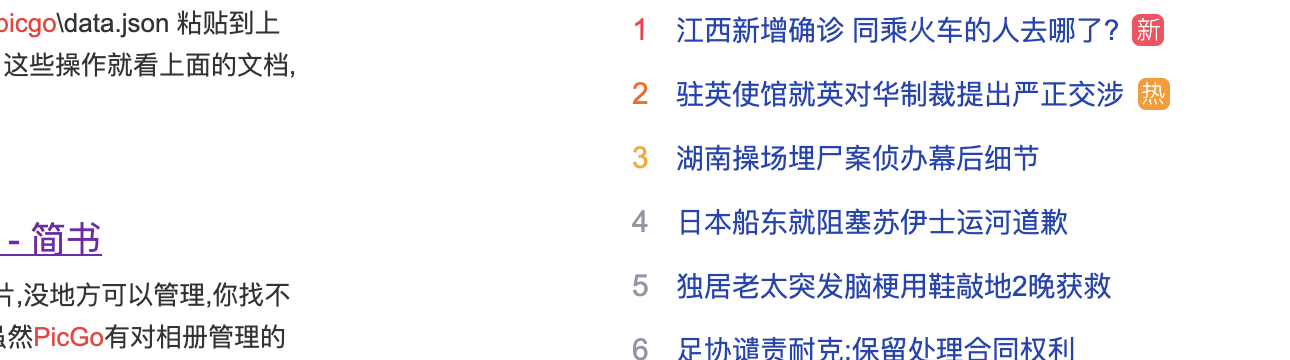 picgo\data.json 粘贴到上
这些操作就看上面的文档,
- 简书
片,没地方可以管理,你找不
虽然PicGo有对相册管理的
1 江西新增确诊 同乘火车的人去哪了? 新
2 驻英使馆就英对华制裁提出严正交涉 热
3 湖南操场埋尸案侦办幕后细节
4 日本船东就阻塞苏伊士运河道歉
5 独居老太突发脑梗用鞋敲地2晚获救
6 足协谴责耐克:保留处理合同权利